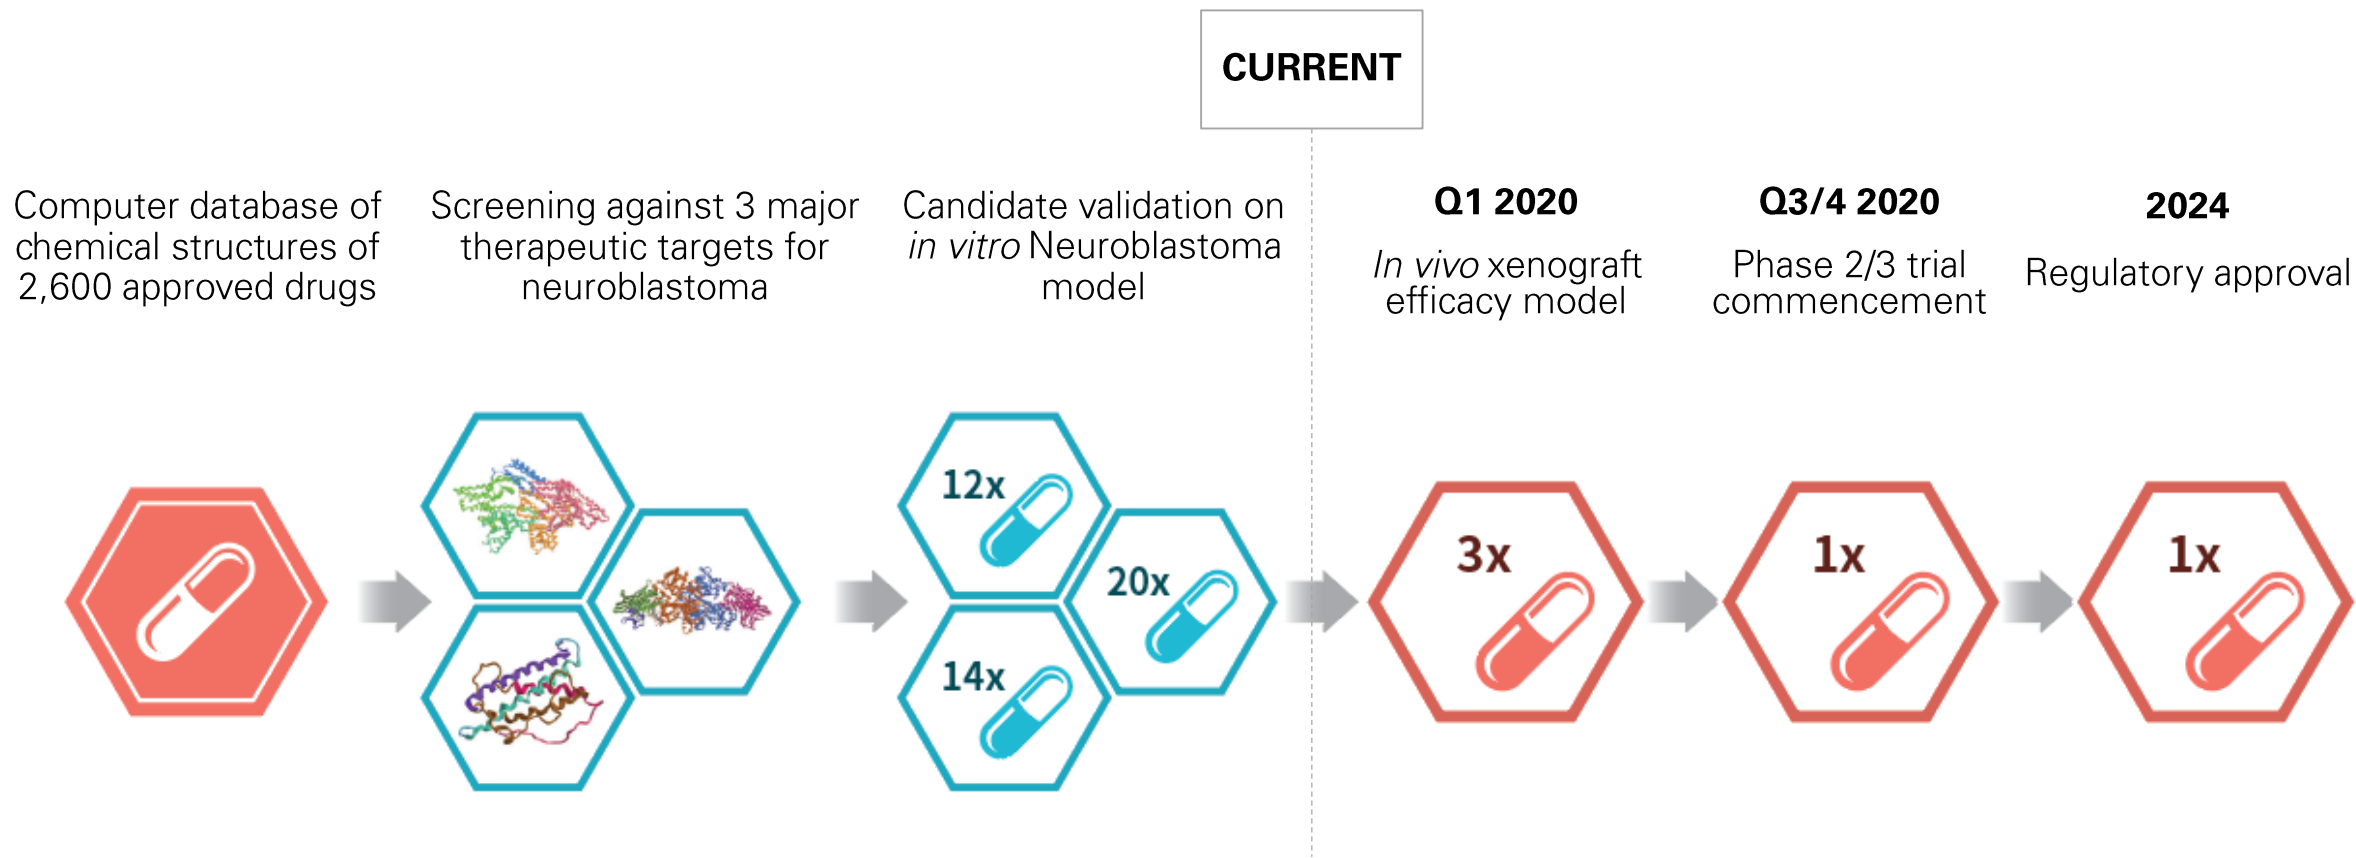 CURRENT
Computer database of
chemical structures of
2,600 approved drugs
Screening against 3 major
therapeutic targets for
neuroblastoma
Candidate validation on
in vitro Neuroblastoma
model
Q1 2020
In vivo xenograft
efficacy model
Q3/4 2020
Phase 2/3 trial
commencement
2024
Regulatory approval
12x
20x
14x
3x
1x
1x